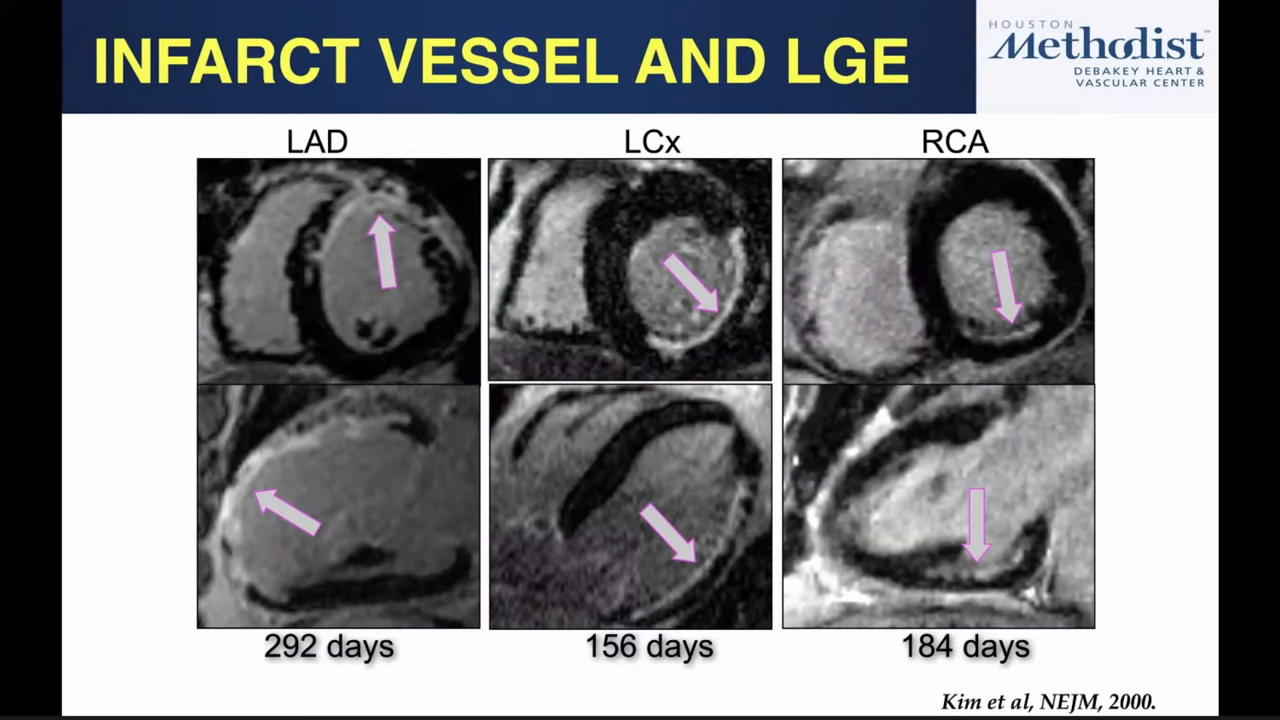 INFARCT VESSEL AND LGE
HOUSTON
Methodist
DEBAKEY HEART &
VASCULAR CENTER
LAD
LCx
RCA
292 days
156 days
184 days
Kim et al, NEJM, 2000.